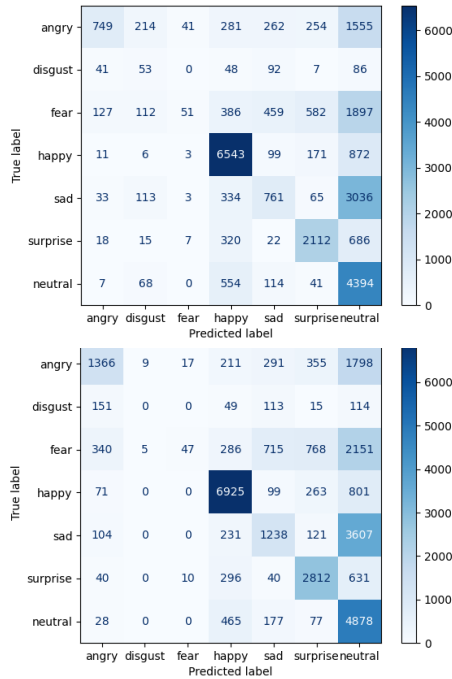 angry 749 214 41 281 262 254 1555
disgust 41 53 0 48 92 7 86
fear 127 112 51 386 459 582 1897
happy 11 6 3 6543 99 171 872
sad 33 113 3 334 761 65 3036
surprise 18 15 7 320 22 2112 686
neutral 7 68 0 554 114 41 4394
angry disgust fear happy sad surprise neutral
Predicted label
True label
6000
5000
4000
3000
2000
1000
0
angry 1366 9 17 211 291 355 1798
disgust 151 0 0 49 113 15 114
fear 340 5 47 286 715 768 2151
happy 71 0 0 6925 99 263 801
sad 104 0 0 231 1238 121 3607
surprise 40 0 10 296 40 2812 631
neutral 28 0 0 465 177 77 4878
angry disgust fear happy sad surprise neutral
Predicted label
True label
6000
5000
4000
3000
2000
1000
0